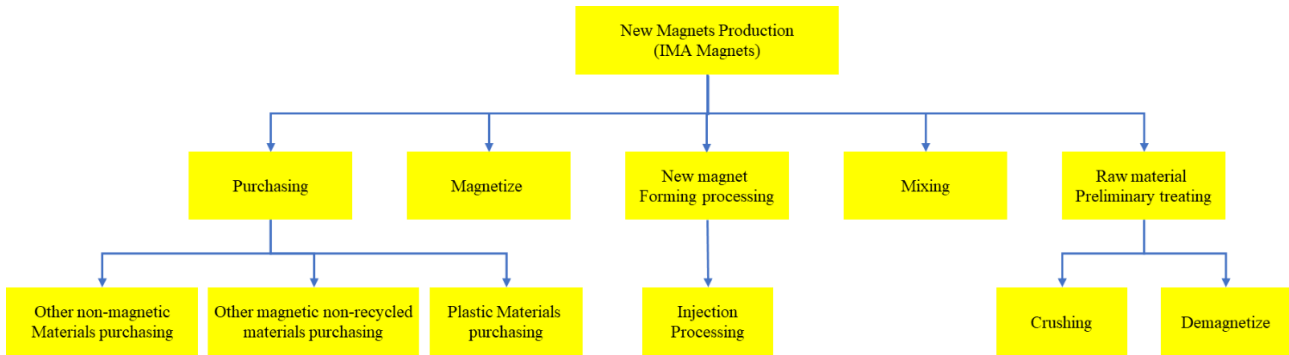 New Magnets Production
(IMA Magnets)
Purchasing
Magnetize
New magnet
Forming processing
Mixing
Raw material
Preliminary treating
Other non-magnetic
Materials purchasing
Other magnetic non-recycled
materials purchasing
Plastic Materials
purchasing
Injection
Processing
Crushing
Demagnetize